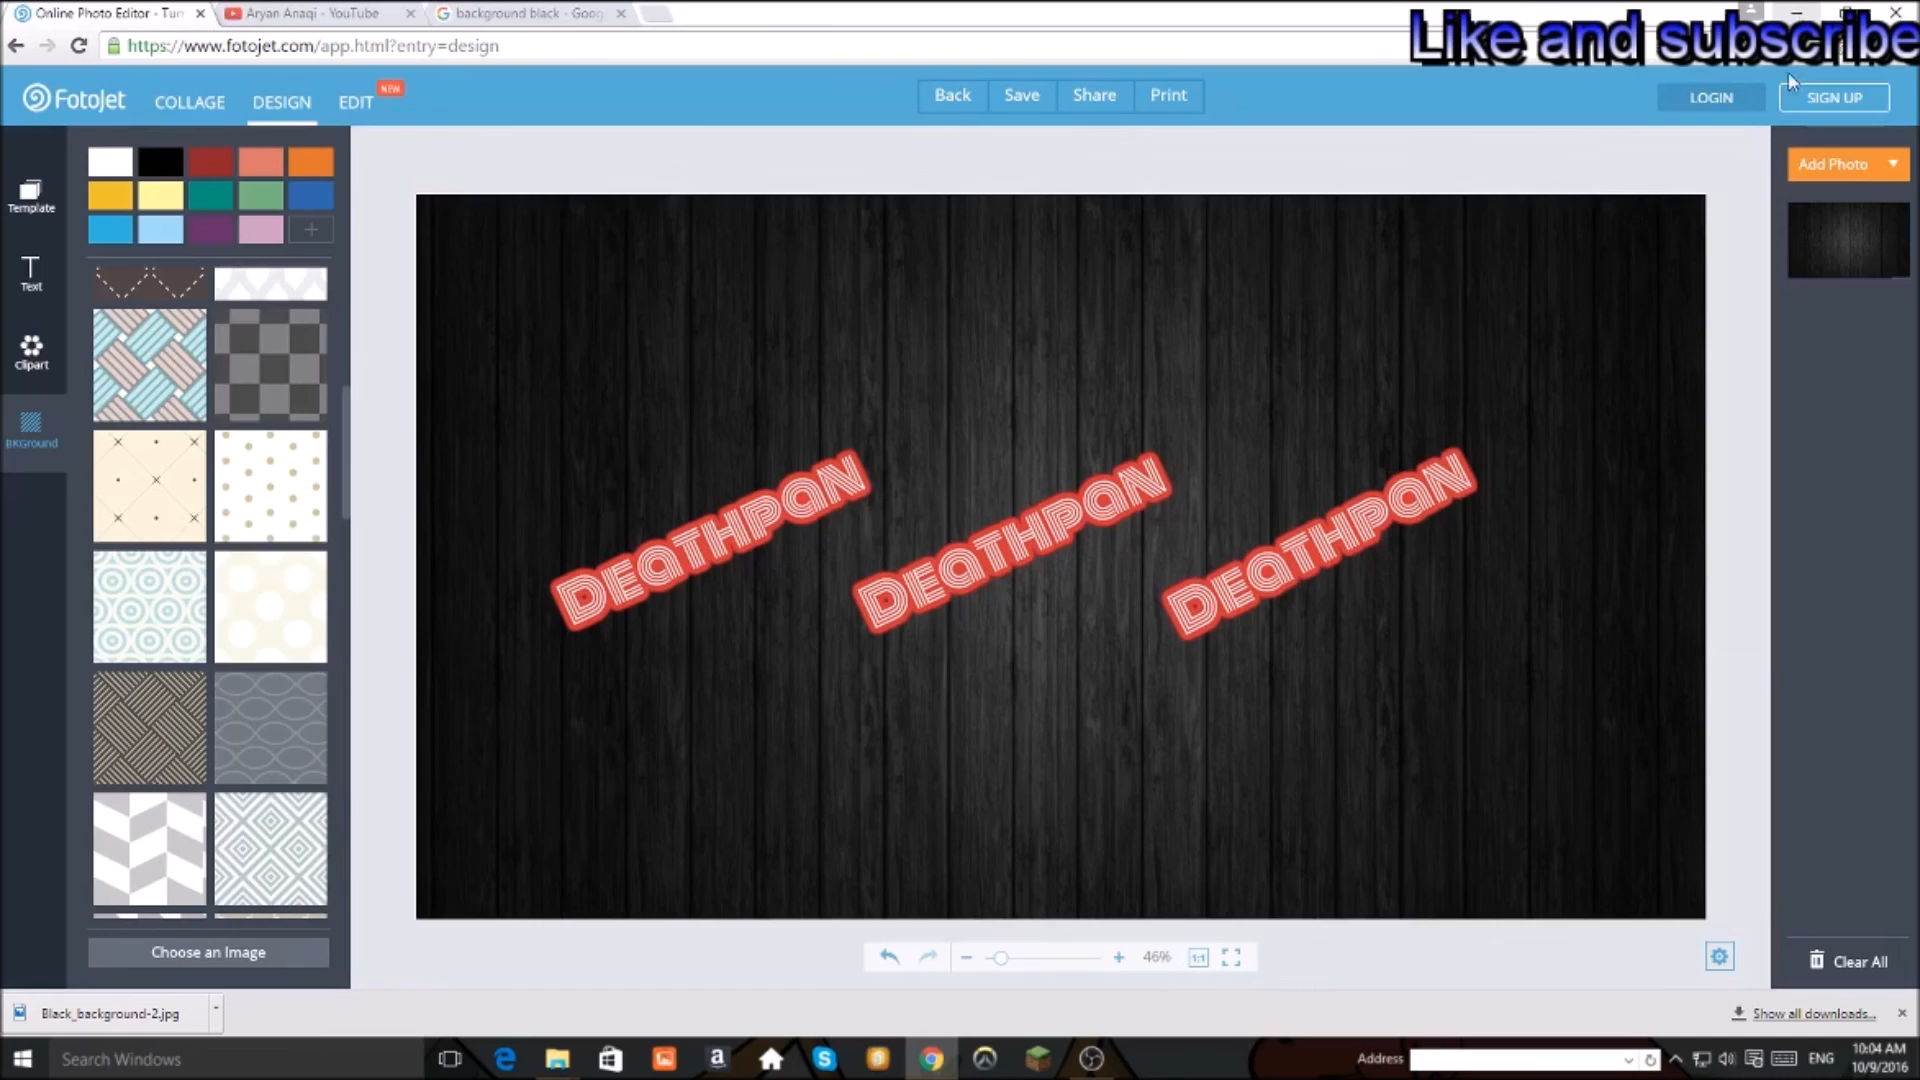 Online Photo Editor - Tun
Aryan Anaqi - YouTube
background black - Goog
Like and subscribe
https://www.fotojet.com/app.html?entry=design
FotoJet
COLLAGE
DESIGN
EDIT
NEW
Back
Save
Share
Print
LOGIN
SIGN UP
Template
Text
Clipart
BKGround
Add Photo
DEATHPAN
DEATHPAN
DEATHPAN
Choose an Image
46%
1:1
Clear All
Black_background-2.jpg
Show all downloads...
Search Windows
Address
ENG
10:04 AM
10/9/2016